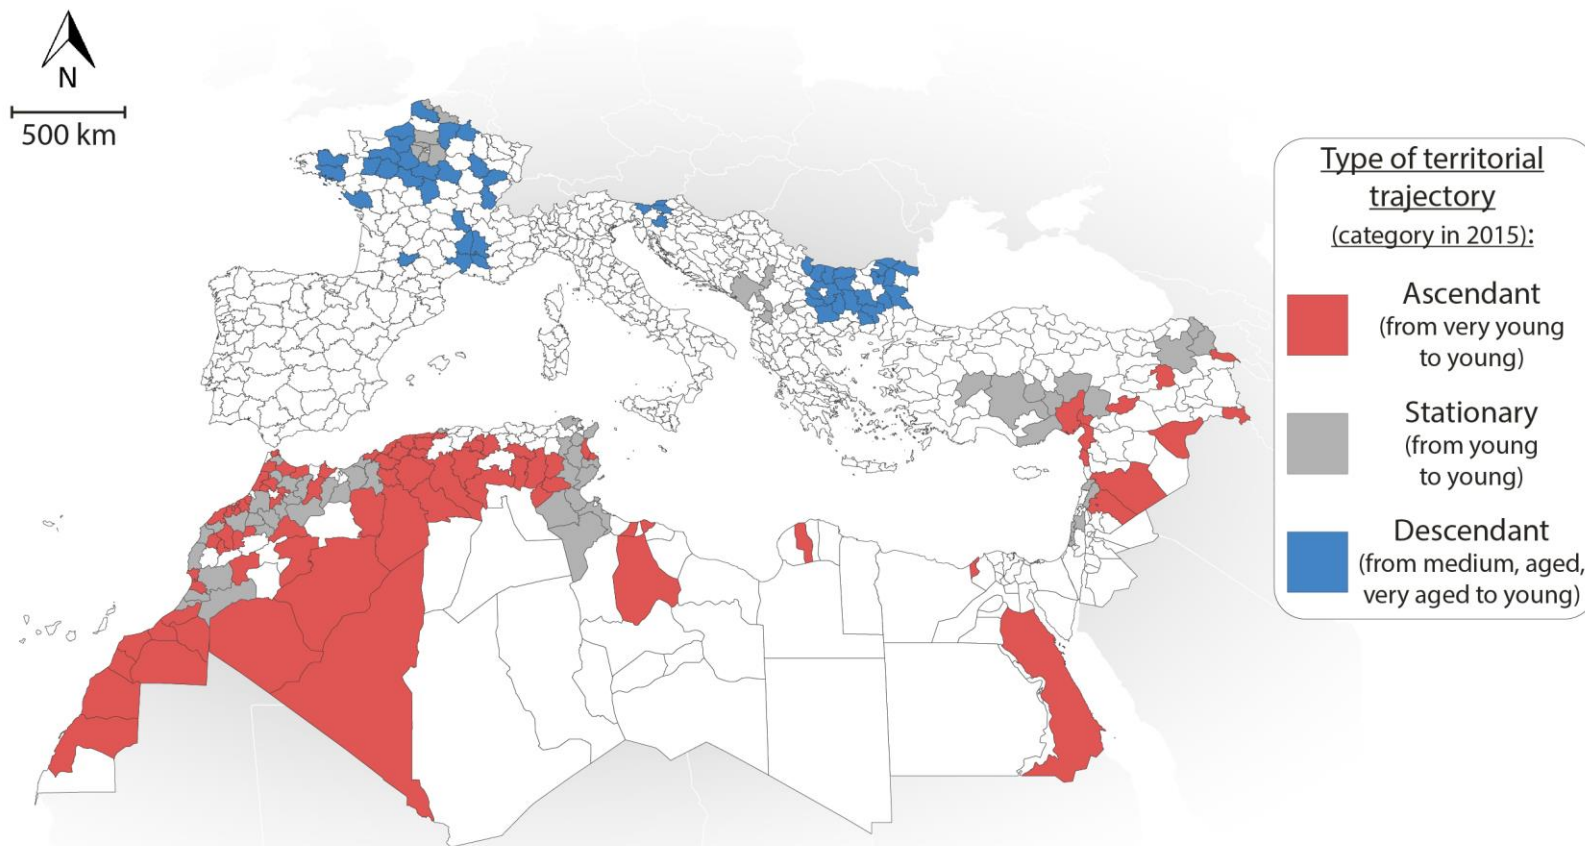 N
500 km
Type of territorial
trajectory
(category in 2015):
Ascendant
(from very young
to young)
Stationary
(from young
to young)
Descendant
(from medium, aged,
very aged to young)